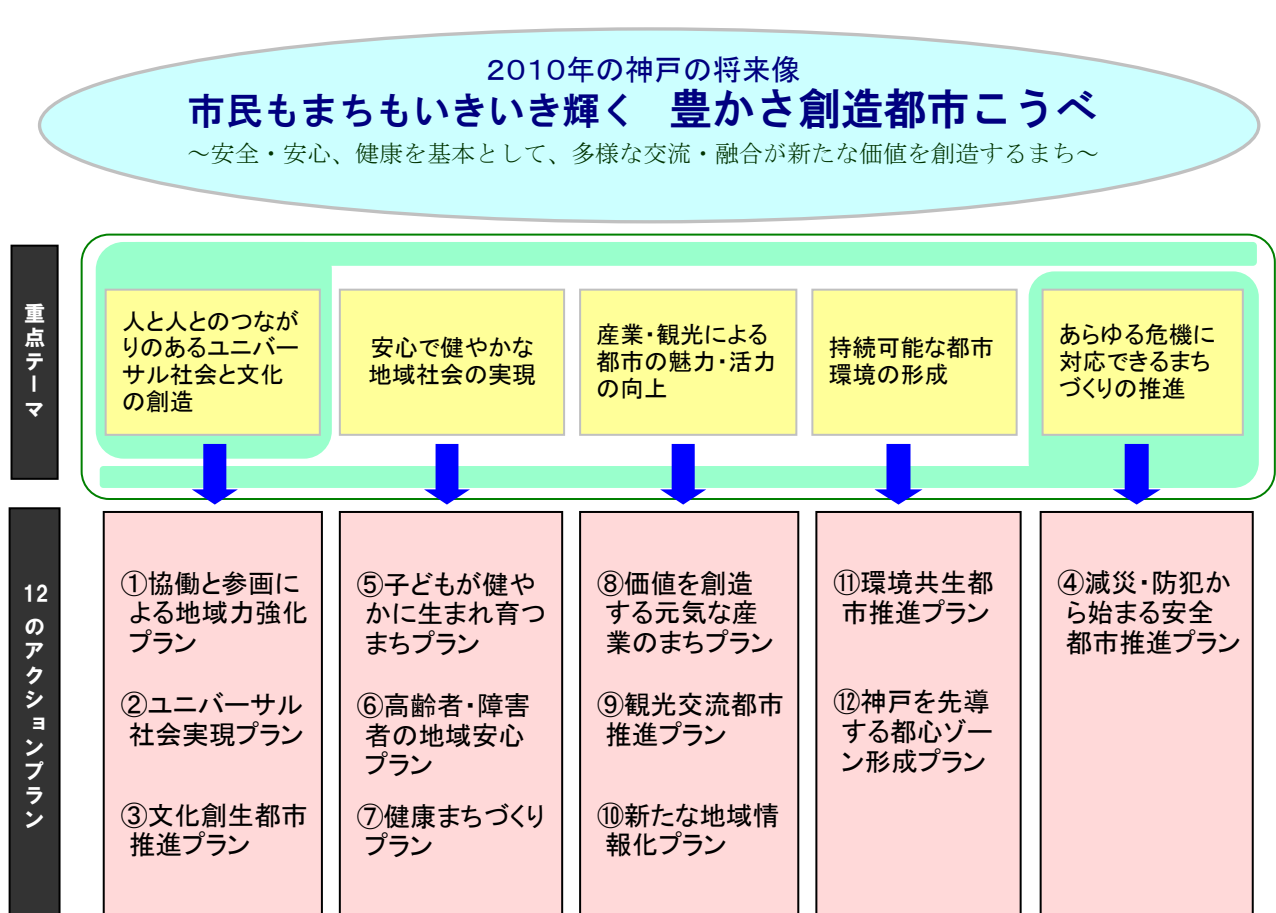 2010年の神戸の将来像
市民もまちもいきいき輝く　豊かさ創造都市こうべ
～安全・安心、健康を基本として、多様な交流・融合が新たな価値を創造するまち～
重点テーマ
人と人とのつなが
りのあるユニバー
サル社会と文化
の創造
安心で健やかな
地域社会の実現
産業・観光による
都市の魅力・活力
の向上
持続可能な都市
環境の形成
あらゆる危機に
対応できるまち
づくりの推進
12のアクションプラン
①協働と参画に
よる地域力強化
プラン
②ユニバーサル
社会実現プラン
③文化創生都市
推進プラン
⑤子どもが健や
かに生まれ育つ
まちプラン
⑥高齢者・障害
者の地域安心
プラン
⑦健康まちづくり
プラン
⑧価値を創造
する元気な産
業のまちプラン
⑨観光交流都市
推進プラン
⑩新たな地域情
報化プラン
⑪環境共生都
市推進プラン
⑫神戸を先導
する都心ゾー
ン形成プラン
④減災・防犯か
ら始まる安全
都市推進プラン